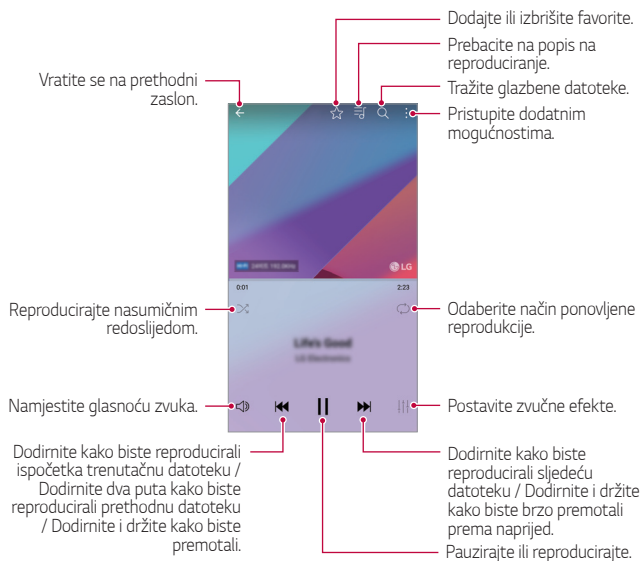 Dodajte ili izbrišite favorite.
Prebacite na popis na
reproduciranje.
Vratite se na prethodni
zaslon.
Tražite glazbene datoteke.
Pristupite dodatnim
mogućnostima.
LG
0:01
2:23
Reproducirajte nasumičnim
redoslijedom.
Odaberite način ponovljene
reprodukcije.
Life's Good
LG Electronics
Namjestite glasnoću zvuka.
Postavite zvučne efekte.
Dodirnite kako biste reproducirali
ispočetka trenutačnu datoteku /
Dodirnite dva puta kako biste
reproducirali prethodnu datoteku
/ Dodirnite i držite kako biste
premotali.
Dodirnite kako biste
reproducirali sljedeću
datoteku / Dodirnite i držite
kako biste brzo premotali
prema naprijed.
Pauzirajte ili reproducirajte.